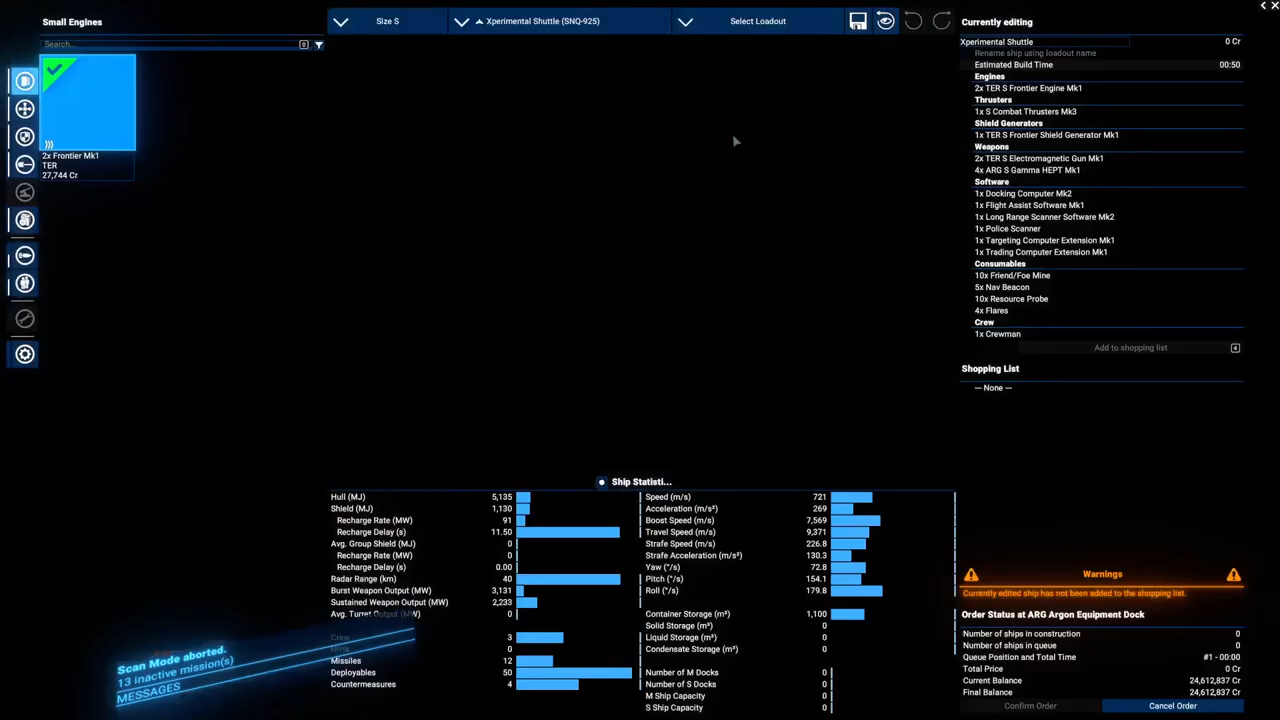 Small Engines
Search...
0
2x Frontier Mk1
TER
27,744 Cr
Size S
Xperimental Shuttle (SNQ-925)
Select Loadout
Currently editing
Xperimental Shuttle 0 Cr
Rename ship using loadout name
Estimated Build Time 00:50
Engines
2x TER S Frontier Engine Mk1
Thrusters
1x S Combat Thrusters Mk3
Shield Generators
1x TER S Frontier Shield Generator Mk1
Weapons
2x TER S Electromagnetic Gun Mk1
4x ARG S Gamma HEPT Mk1
Software
1x Docking Computer Mk2
1x Flight Assist Software Mk1
1x Long Range Scanner Software Mk2
1x Police Scanner
1x Targeting Computer Extension Mk1
1x Trading Computer Extension Mk1
Consumables
10x Friend/Foe Mine
5x Nav Beacon
10x Resource Probe
4x Flares
Crew
1x Crewman
Add to shopping list 4
Shopping List
— None —
Ship Statisti...
Hull (MJ) 5,135
Shield (MJ) 1,130
Recharge Rate (MW) 91
Recharge Delay (s) 11.50
Avg. Group Shield (MJ) 0
Recharge Rate (MW) 0
Recharge Delay (s) 0.00
Radar Range (km) 40
Burst Weapon Output (MW) 3,131
Sustained Weapon Output (MW) 2,233
Avg. Turret Output (MW) 0
Crew 3
0
Missiles 12
Deployables 50
Countermeasures 4
Speed (m/s) 721
Acceleration (m/s²) 269
Boost Speed (m/s) 7,569
Travel Speed (m/s) 9,371
Strafe Speed (m/s) 226.8
Strafe Acceleration (m/s²) 130.3
Yaw (°/s) 72.8
Pitch (°/s) 154.1
Roll (°/s) 179.8
Container Storage (m³) 1,100
Solid Storage (m³) 0
Liquid Storage (m³) 0
Condensate Storage (m³) 0
Number of M Docks 0
Number of S Docks 0
M Ship Capacity 0
S Ship Capacity 0
Scan Mode aborted.
13 inactive mission(s)
MESSAGES
Warnings
Currently edited ship has not been added to the shopping list.
Order Status at ARG Argon Equipment Dock
Number of ships in construction 0
Number of ships in queue 0
Queue Position and Total Time #1 - 00:00
Total Price 0 Cr
Current Balance 24,612,837 Cr
Final Balance 24,612,837 Cr
Confirm Order
Cancel Order